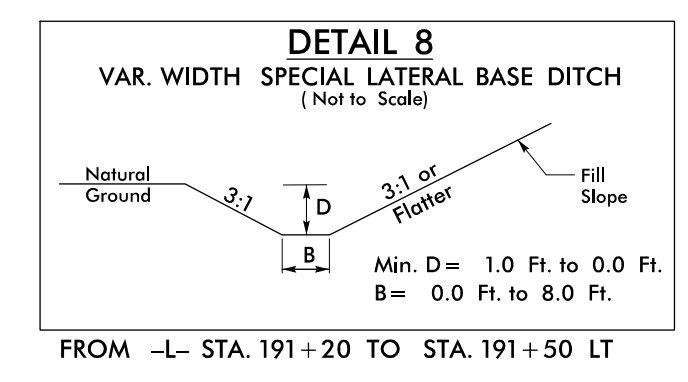 DETAIL 8
VAR. WIDTH SPECIAL LATERAL BASE DITCH
( Not to Scale)
Natural
Ground
3:1
D
B
3:1 or
Flatter
Fill
Slope
Min. D = 1.0 Ft. to 0.0 Ft.
B = 0.0 Ft. to 8.0 Ft.
FROM -L- STA. 191+20 TO STA. 191+50 LT